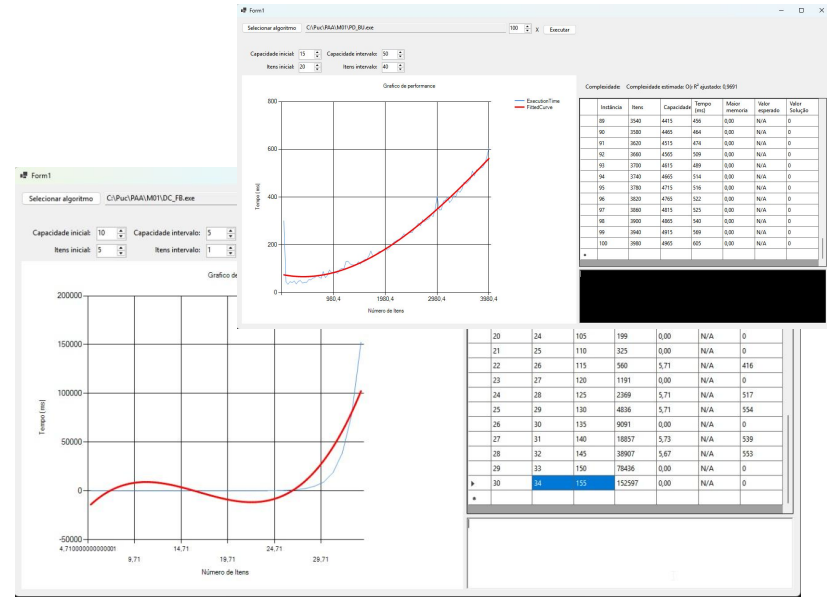 Form1
Selecionar algoritmo C:\Puc\PAA\M01\PD_BU.exe 100 X Executar
Capacidade inicial: 15 Capacidade intervalo: 50
Itens inicial: 20 Itens intervalo: 40
Grafico de performance
ExecutionTime
FittedCurve
800
600
400
200
0
Tempo (ms)
980,4 1980,4 2980,4 3980,4
Número de Itens
Complexidade: Complexidade estimada: O( R² ajustado: 0,9691
Instância Itens Capacidade Tempo (ms) Maior memoria Valor esperado Valor Solução
89 3540 4415 456 0,00 N/A 0
90 3580 4465 464 0,00 N/A 0
91 3620 4515 474 0,00 N/A 0
92 3660 4565 509 0,00 N/A 0
93 3700 4615 489 0,00 N/A 0
94 3740 4665 514 0,00 N/A 0
95 3780 4715 516 0,00 N/A 0
96 3820 4765 522 0,00 N/A 0
97 3860 4815 525 0,00 N/A 0
98 3900 4865 540 0,00 N/A 0
99 3940 4915 569 0,00 N/A 0
100 3980 4965 605 0,00 N/A 0
Form1
Selecionar algoritmo C:\Puc\PAA\M01\DC_FB.exe
Capacidade inicial: 10 Capacidade intervalo: 5
Itens inicial: 5 Itens intervalo: 1
Grafico de
200000
150000
100000
50000
0
-50000
Tempo (ms)
4,710000000000001 14,71 24,71
9,71 19,71 29,71
Número de Itens
20 24 105 199 0,00 N/A 0
21 25 110 325 0,00 N/A 0
22 26 115 560 5,71 N/A 416
23 27 120 1191 0,00 N/A 0
24 28 125 2369 5,71 N/A 517
25 29 130 4836 5,71 N/A 554
26 30 135 9091 0,00 N/A 0
27 31 140 18857 5,73 N/A 539
28 32 145 38907 5,67 N/A 553
29 33 150 78436 0,00 N/A 0
30 34 155 152597 0,00 N/A 0